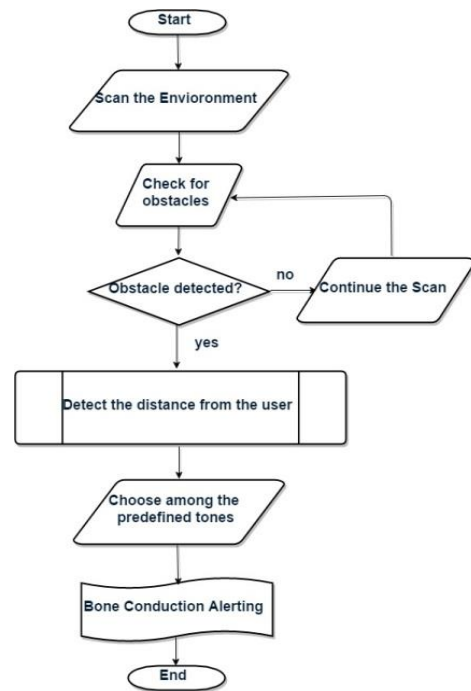 Start
Scan the Envioronment
Check for
obstacles
Obstacle detected?
no
Continue the Scan
yes
Detect the distance from the user
Choose among the
predefined tones
Bone Conduction Alerting
End